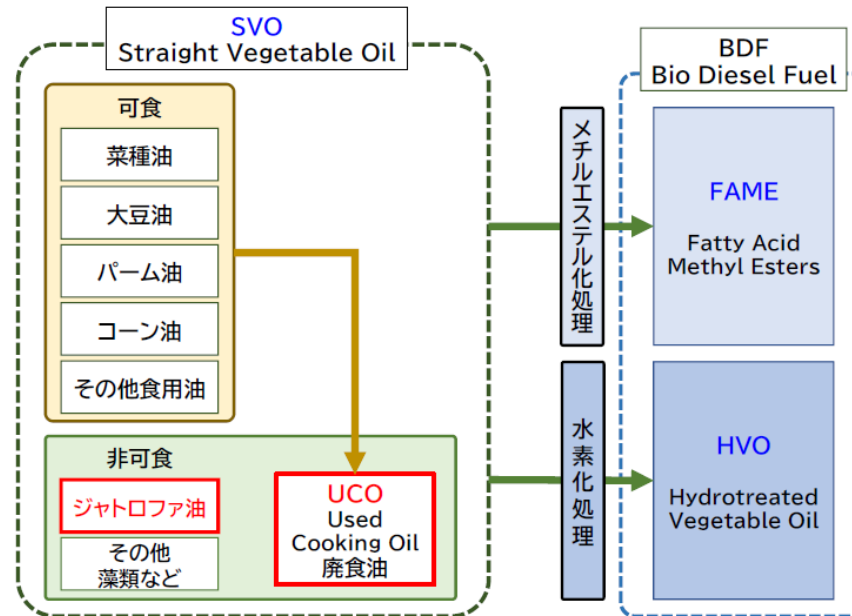 SVO
Straight Vegetable Oil
可食
菜種油
大豆油
パーム油
コーン油
その他食用油
非可食
ジャトロファ油
その他
藻類など
UCO
Used
Cooking Oil
廃食油
メチルエステル化処理
水素化処理
BDF
Bio Diesel Fuel
FAME
Fatty Acid
Methyl Esters
HVO
Hydrotreated
Vegetable Oil